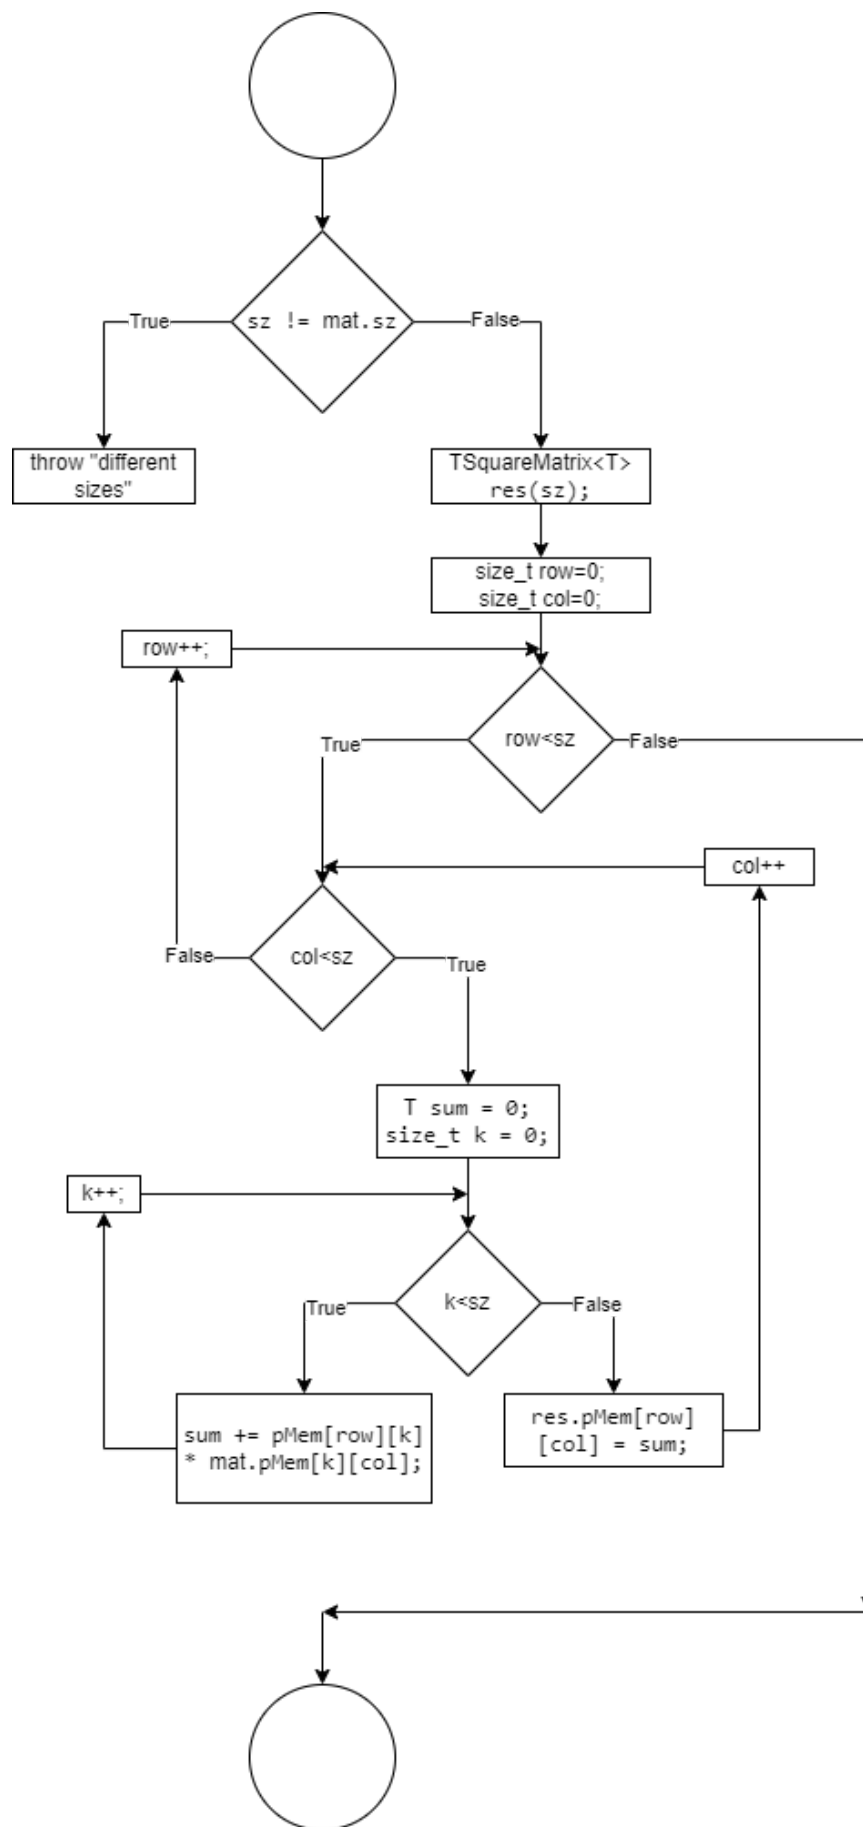 sz != mat.sz
True
False
throw "different
sizes"
TSquareMatrix<T>
res(sz);
size_t row=0;
size_t col=0;
row++;
row<sz
True
False
col++
col<sz
False
True
T sum = 0;
size_t k = 0;
k++;
k<sz
True
False
sum += pMem[row][k]
* mat.pMem[k][col];
res.pMem[row]
[col] = sum;